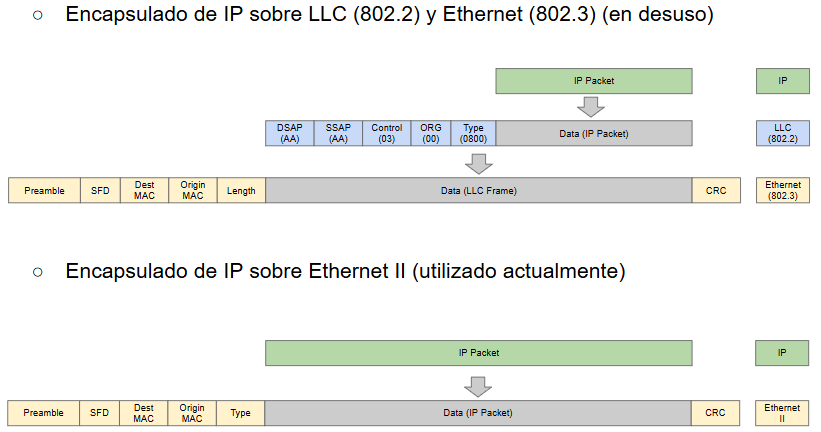 ○ Encapsulado de IP sobre LLC (802.2) y Ethernet (802.3) (en desuso)
IP Packet
IP
DSAP
(AA)
SSAP
(AA)
Control
(03)
ORG
(00)
Type
(0800)
Data (IP Packet)
LLC
(802.2)
Preamble
SFD
Dest
MAC
Origin
MAC
Length
Data (LLC Frame)
CRC
Ethernet
(802.3)
○ Encapsulado de IP sobre Ethernet II (utilizado actualmente)
IP Packet
IP
Preamble
SFD
Dest
MAC
Origin
MAC
Type
Data (IP Packet)
CRC
Ethernet
II